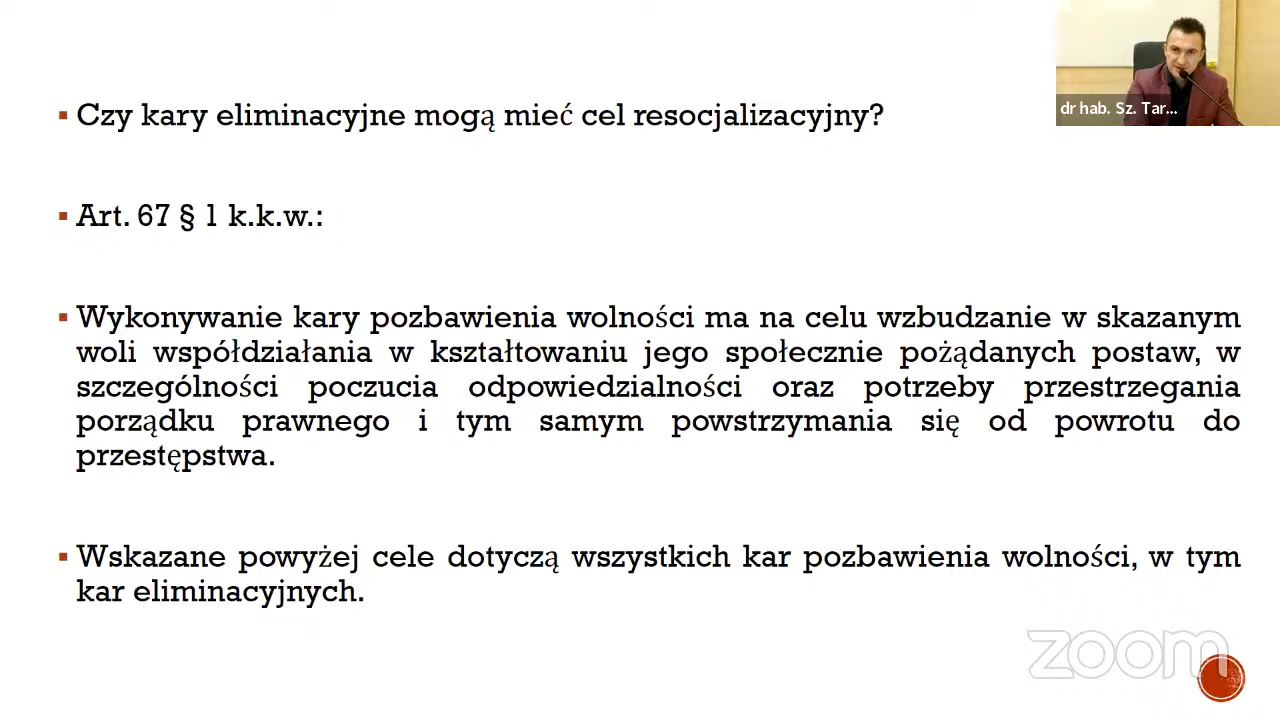 Czy kary eliminacyjne mogą mieć cel resocjalizacyjny?
dr hab. Sz. Tar...
Art. 67 § 1 k.k.w.:
Wykonywanie kary pozbawienia wolności ma na celu wzbudzanie w skazanym
woli współdziałania w kształtowaniu jego społecznie pożądanych postaw, w
szczególności poczucia odpowiedzialności oraz potrzeby przestrzegania
porządku prawnego i tym samym powstrzymania się od powrotu do
przestępstwa.
Wskazane powyżej cele dotyczą wszystkich kar pozbawienia wolności, w tym
kar eliminacyjnych.
zoom